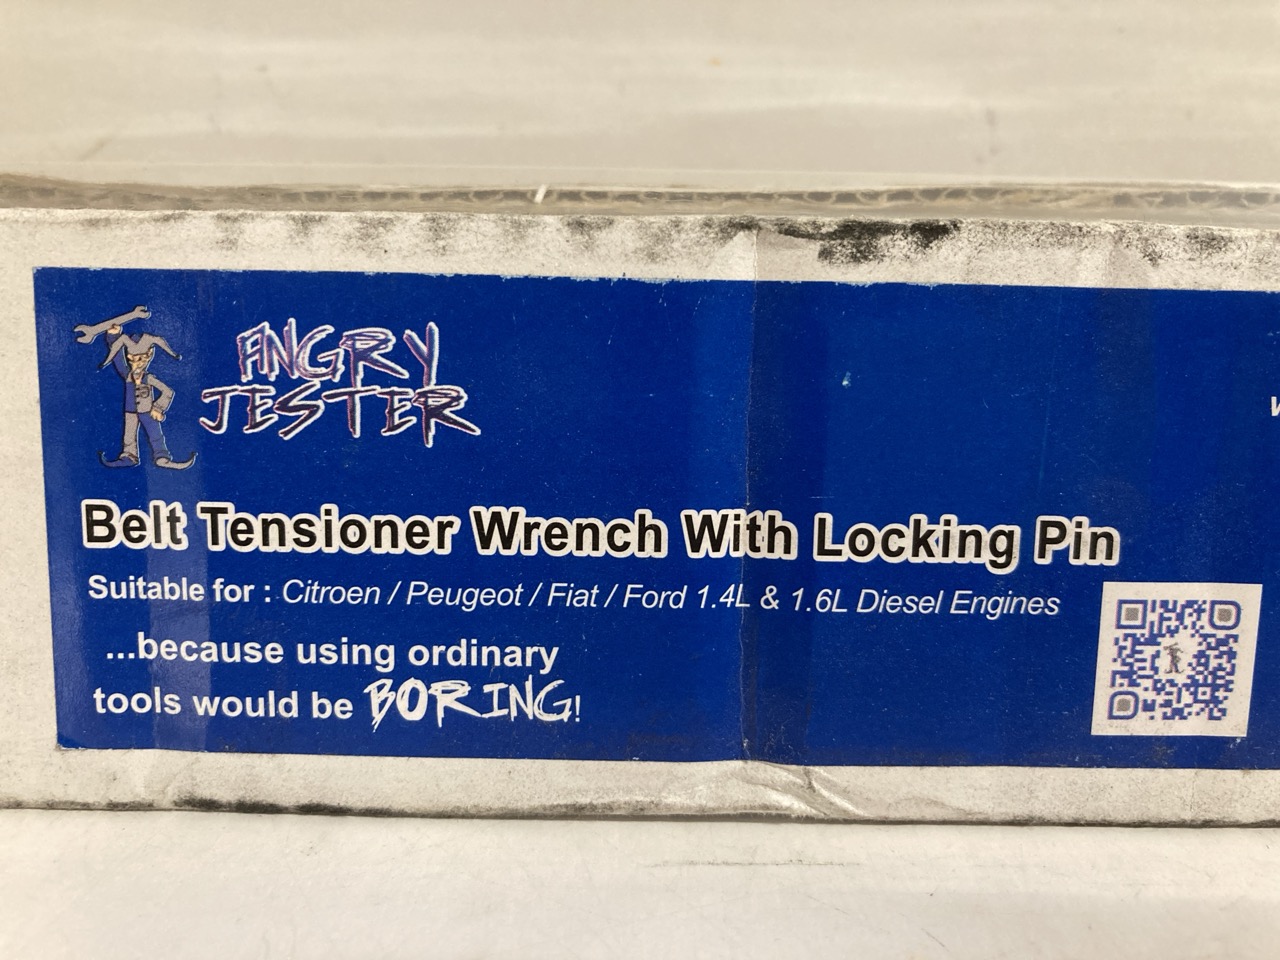 ANGRY
JESTER
Belt Tensioner Wrench With Locking Pin
Suitable for : Citroen / Peugeot / Fiat / Ford 1.4L & 1.6L Diesel Engines
...because using ordinary
tools would be BORING!